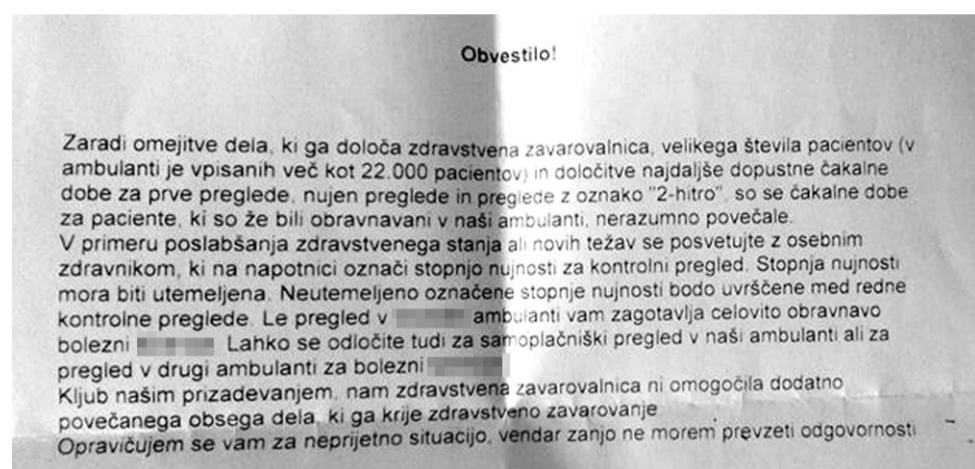 Obvestilo!
Zaradi omejitve dela, ki ga določa zdravstvena zavarovalnica, velikega števila pacientov (v
ambulanti je vpisanih več kot 22.000 pacientov) in določitve najdaljše dopustne čakalne
dobe za prve preglede, nujen preglede in preglede z oznako "2-hitro", so se čakalne dobe
za paciente, ki so že bili obravnavani v naši ambulanti, nerazumno povečale.
V primeru poslabšanja zdravstvenega stanja ali novih težav se posvetujte z osebnim
zdravnikom, ki na napotnici označi stopnjo nujnosti za kontrolni pregled. Stopnja nujnosti
mora biti utemeljena. Neutemeljeno označene stopnje nujnosti bodo uvrščene med redne
kontrolne preglede. Le pregled v ambulanti vam zagotavlja celovito obravnavo
bolezni Lahko se odločite tudi za samoplačniški pregled v naši ambulanti ali za
pregled v drugi ambulanti za bolezni
Kljub našim prizadevanjem, nam zdravstvena zavarovalnica ni omogočila dodatno
povečanega obsega dela, ki ga krije zdravstveno zavarovanje
Opravičujem se vam za neprijetno situacijo, vendar zanjo ne morem prevzeti odgovornosti